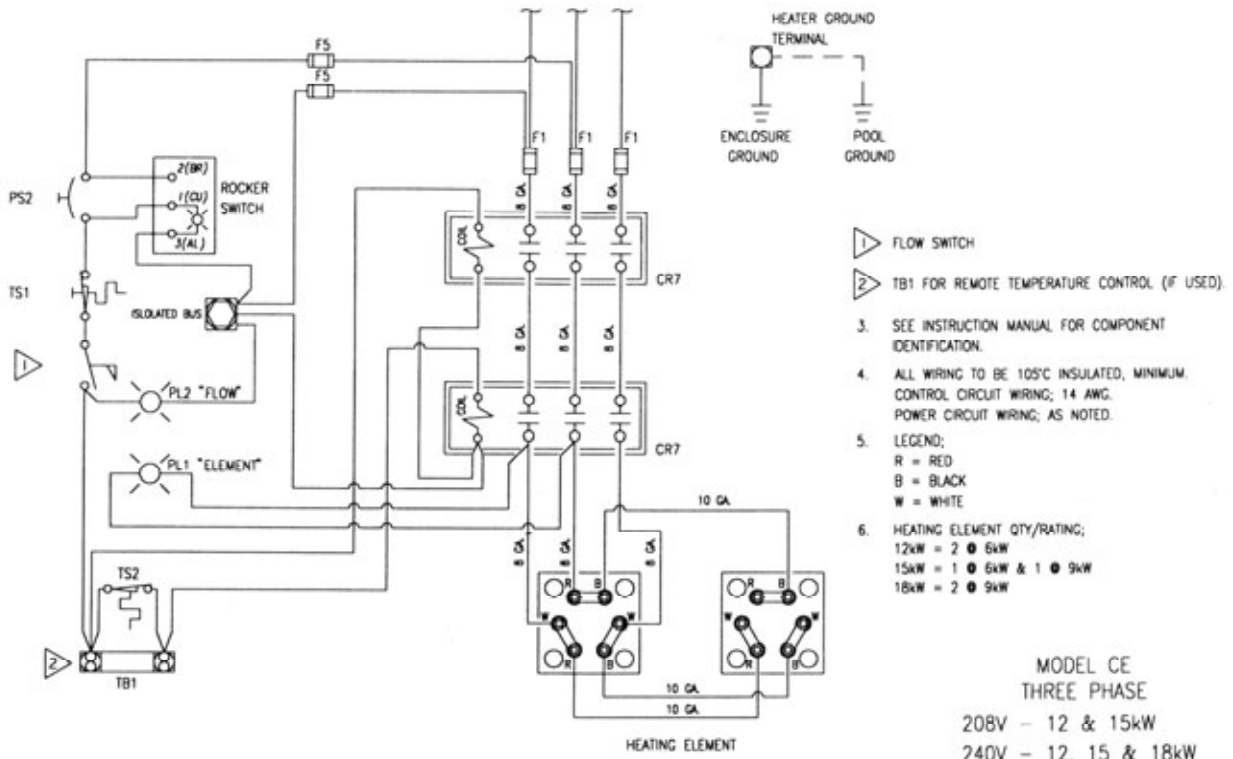 HEATER GROUND
TERMINAL
F5
F5
ENCLOSURE
GROUND
POOL
GROUND
F1
F1
F1
PS2
2(BR)
1(CU)
3(AL)
ROCKER
SWITCH
8 GA.
8 GA.
8 GA.
COIL
CR7
TS1
ISLOLATED BUS
8 GA.
8 GA.
8 GA.
1
PL2 "FLOW"
COIL
CR7
PL1 "ELEMENT"
10 GA.
8 GA.
8 GA.
8 GA.
TS2
2
TB1
R
B
W
W
R
B
R
B
W
W
R
B
10 GA.
10 GA.
HEATING ELEMENT
1 FLOW SWITCH
2 TB1 FOR REMOTE TEMPERATURE CONTROL (IF USED).
3. SEE INSTRUCTION MANUAL FOR COMPONENT
IDENTIFICATION.
4. ALL WIRING TO BE 105°C INSULATED, MINIMUM.
CONTROL CIRCUIT WIRING; 14 AWG.
POWER CIRCUIT WIRING; AS NOTED.
5. LEGEND;
R = RED
B = BLACK
W = WHITE
6. HEATING ELEMENT QTY/RATING;
12kW = 2 @ 6kW
15kW = 1 @ 6kW & 1 @ 9kW
18kW = 2 @ 9kW
MODEL CE
THREE PHASE
208V - 12 & 15kW
240V - 12, 15 & 18kW